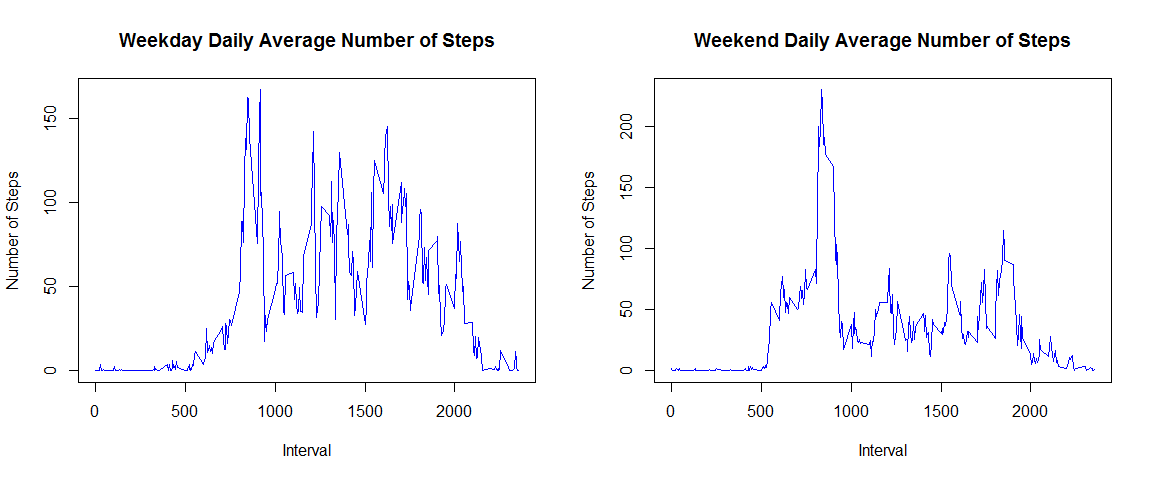 Weekday Daily Average Number of Steps
Number of Steps
0 50 100 150
0 500 1000 1500 2000
Interval
Weekend Daily Average Number of Steps
Number of Steps
0 50 100 150 200
0 500 1000 1500 2000
Interval